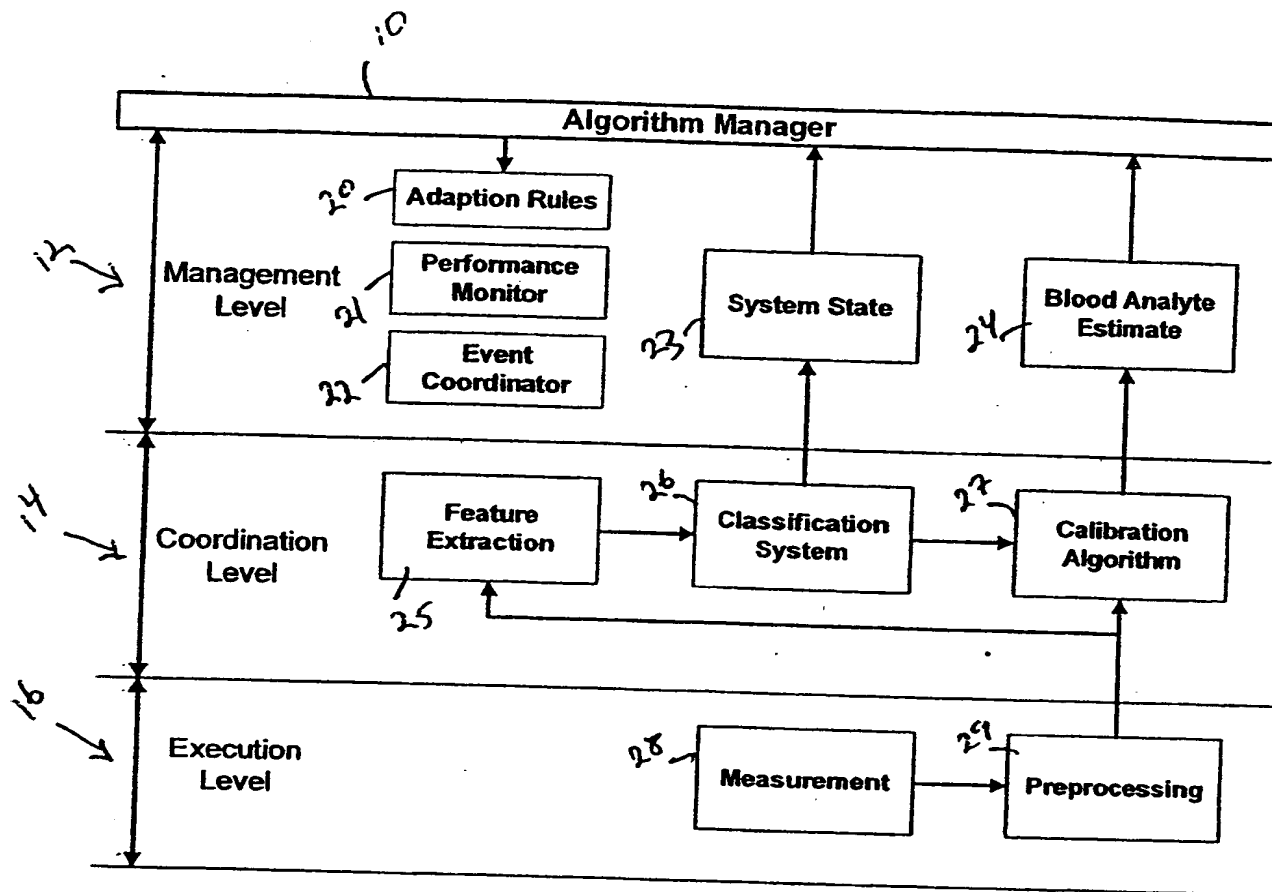 10
Algorithm Manager
20
Adaption Rules
12
Management
Level
21
Performance
Monitor
22
Event
Coordinator
23
System State
24
Blood Analyte
Estimate
14
Coordination
Level
25
Feature
Extraction
26
Classification
System
27
Calibration
Algorithm
16
Execution
Level
28
Measurement
29
Preprocessing